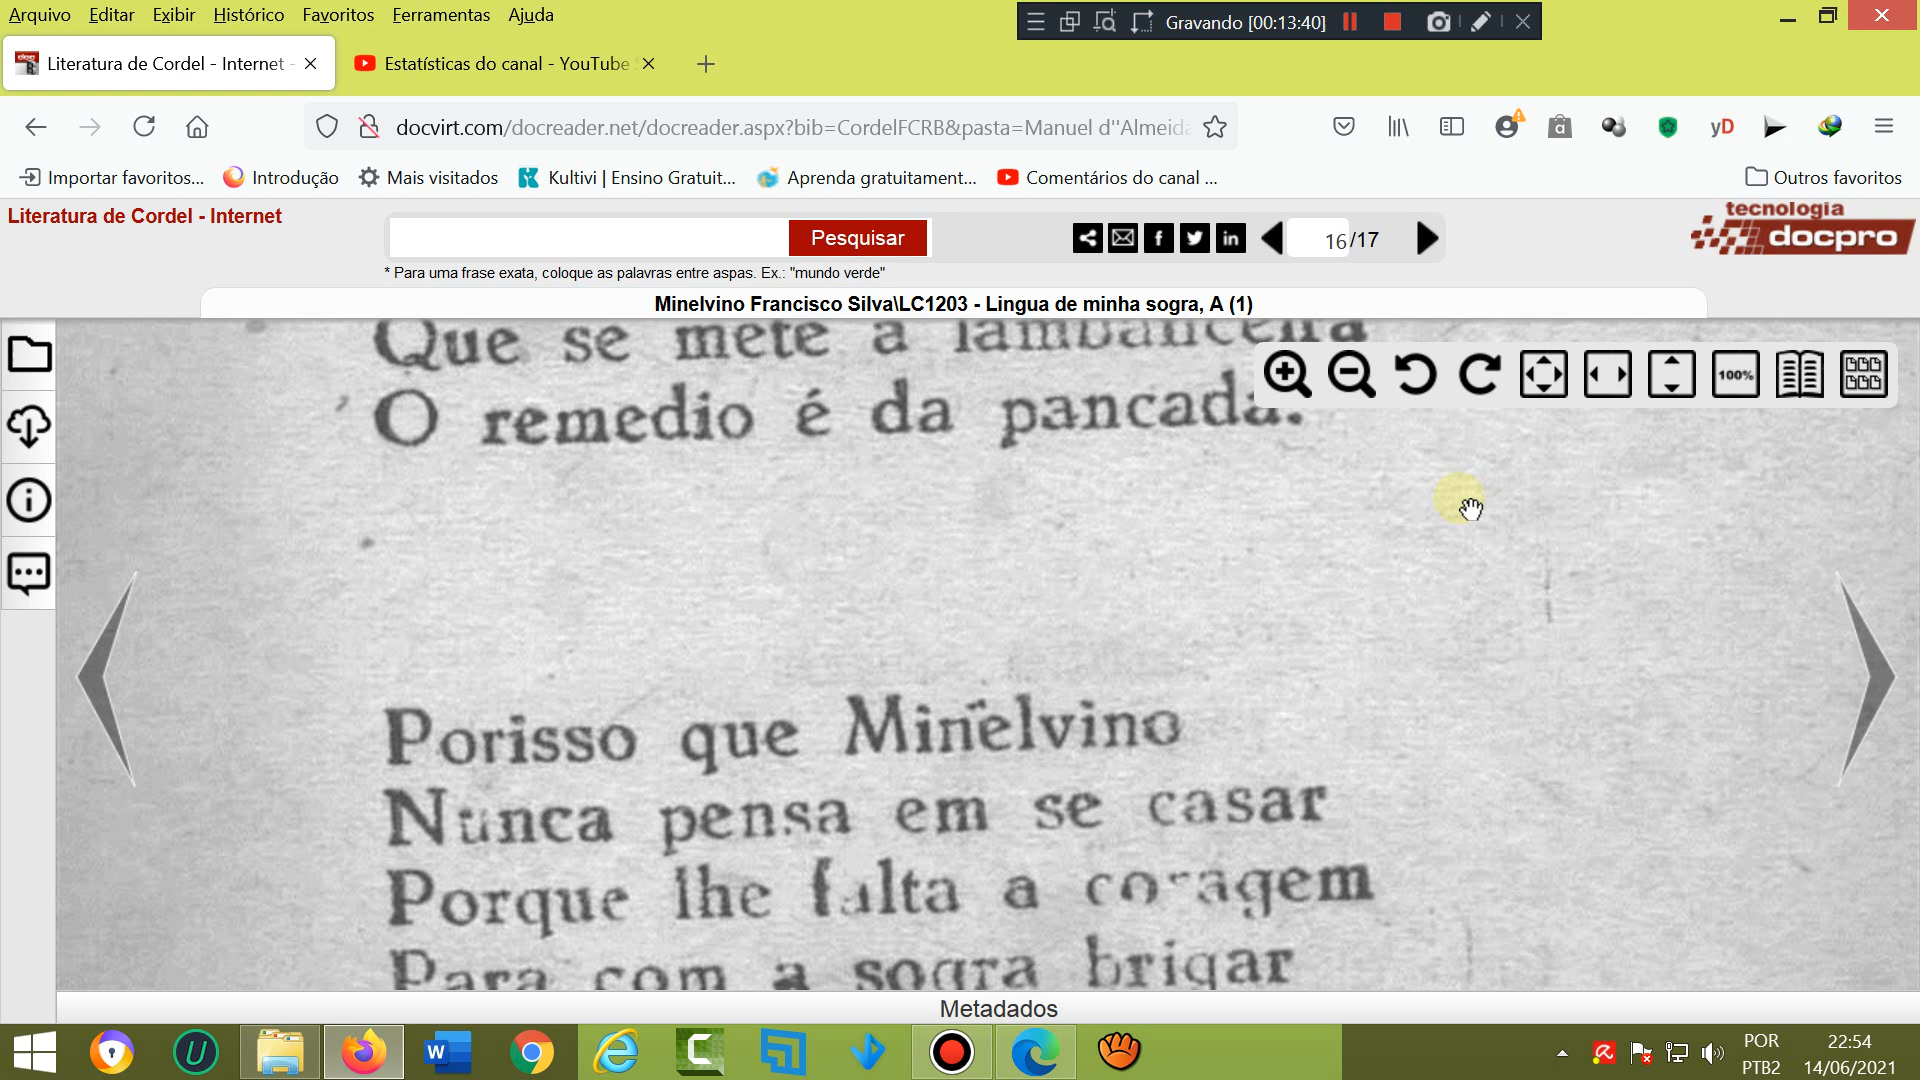 Arquivo Editar Exibir Histórico Favoritos Ferramentas Ajuda
Gravando [00:13:40]
Literatura de Cordel - Internet -
Estatísticas do canal - YouTube
docvirt.com/docreader.net/docreader.aspx?bib=CordelFCRB&pasta=Manuel d''Almeida
Importar favoritos... Introdução Mais visitados Kultivi | Ensino Gratuit... Aprenda gratuitament... Comentários do canal ... Outros favoritos
Literatura de Cordel - Internet
Pesquisar
16 /17
tecnologia
docpro
* Para uma frase exata, coloque as palavras entre aspas. Ex.: "mundo verde"
Minelvino Francisco Silva\LC1203 - Lingua de minha sogra, A (1)
100%
Que se mete a lambanceira
O remedio é da pancada.
Porisso que Minelvino
Nunca pensa em se casar
Porque lhe falta a coragem
Para com a sogra brigar
Metadados
POR
PTB2
22:54
14/06/2021